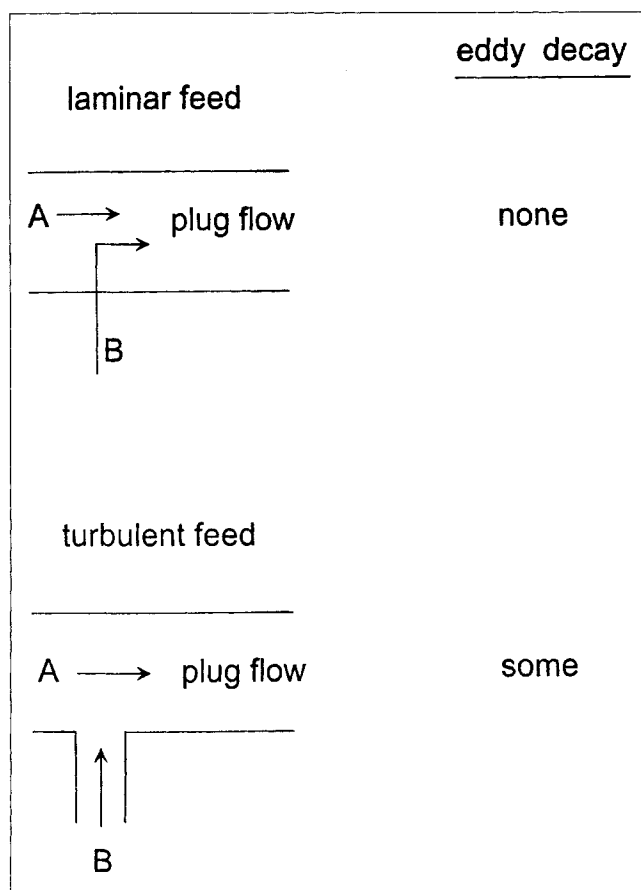 eddy decay
laminar feed
A plug flow none
B
turbulent feed
A plug flow some
B